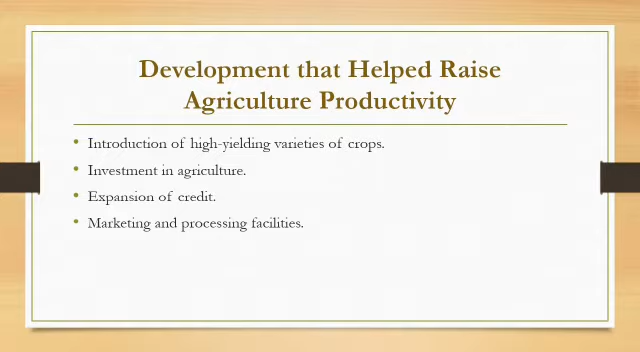 Development that Helped Raise
Agriculture Productivity
• Introduction of high-yielding varieties of crops.
• Investment in agriculture.
• Expansion of credit.
• Marketing and processing facilities.